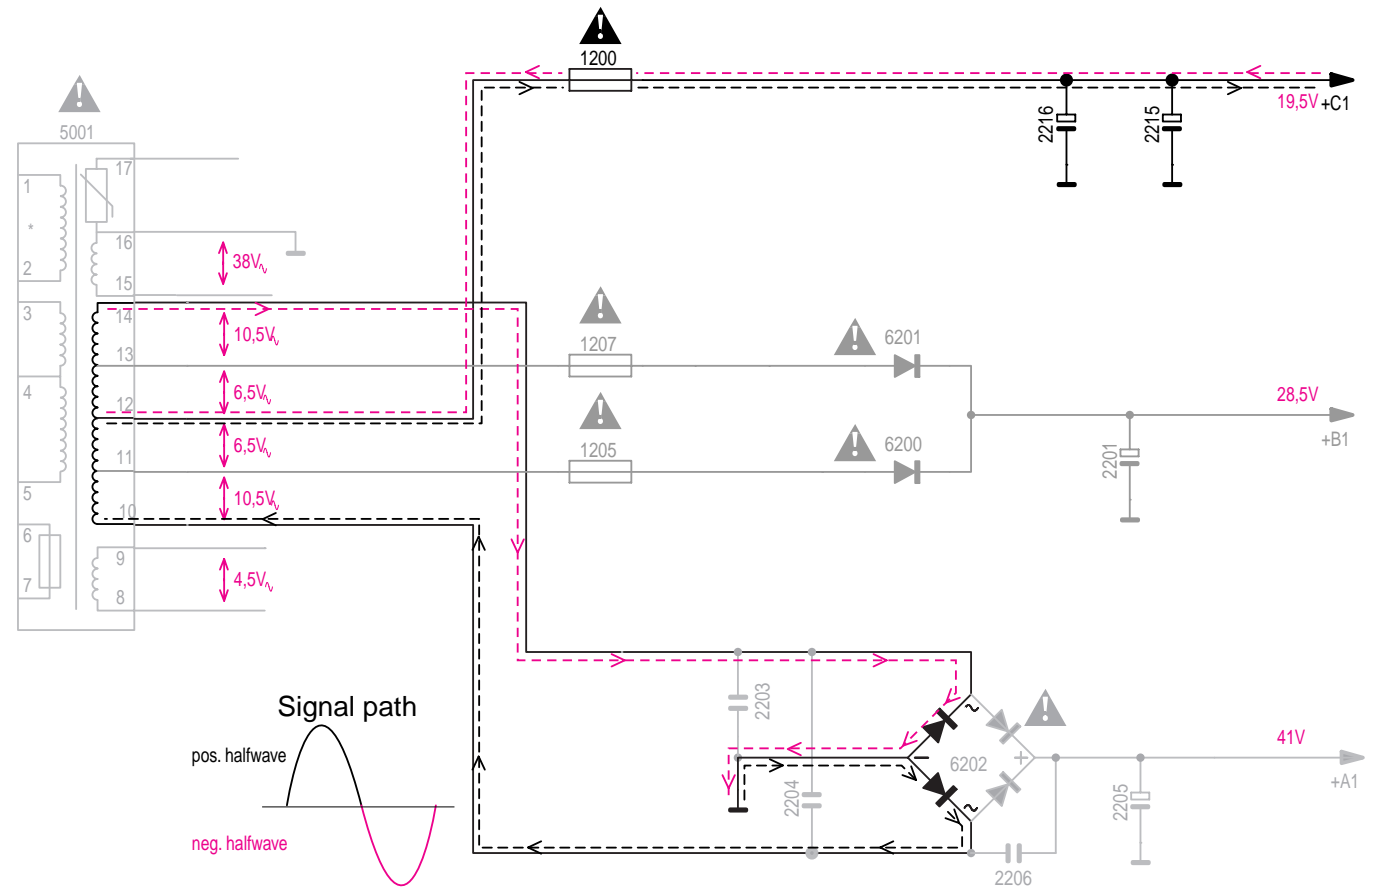 1200
19,5V
+C1
2216
2215
5001
17
1
*
16
2
15
38V
3
14
10,5V
13
1207
6201
4
6,5V
12
28,5V
+B1
6,5V
11
1205
6200
2201
5
10,5V
10
6
9
7
4,5V
8
Signal path
pos. halfwave
neg. halfwave
2203
2204
~
6202
~
- +
41V
+A1
2205
2206